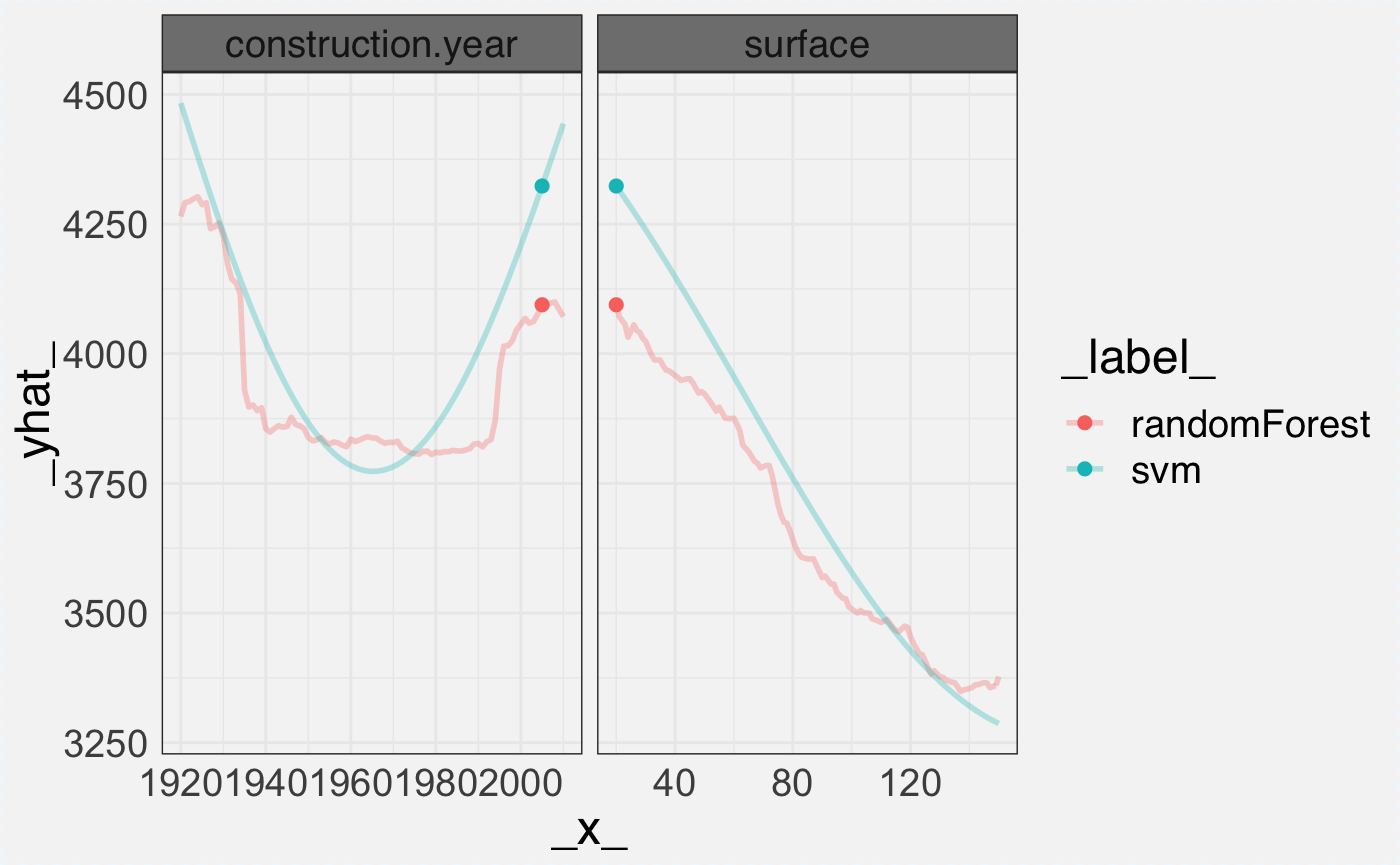 construction.year
surface
4500
4250
4000
3750
3500
3250
_yhat_
1920 1940 1960 1980 2000
40 80 120
_x_
_label_
randomForest
svm